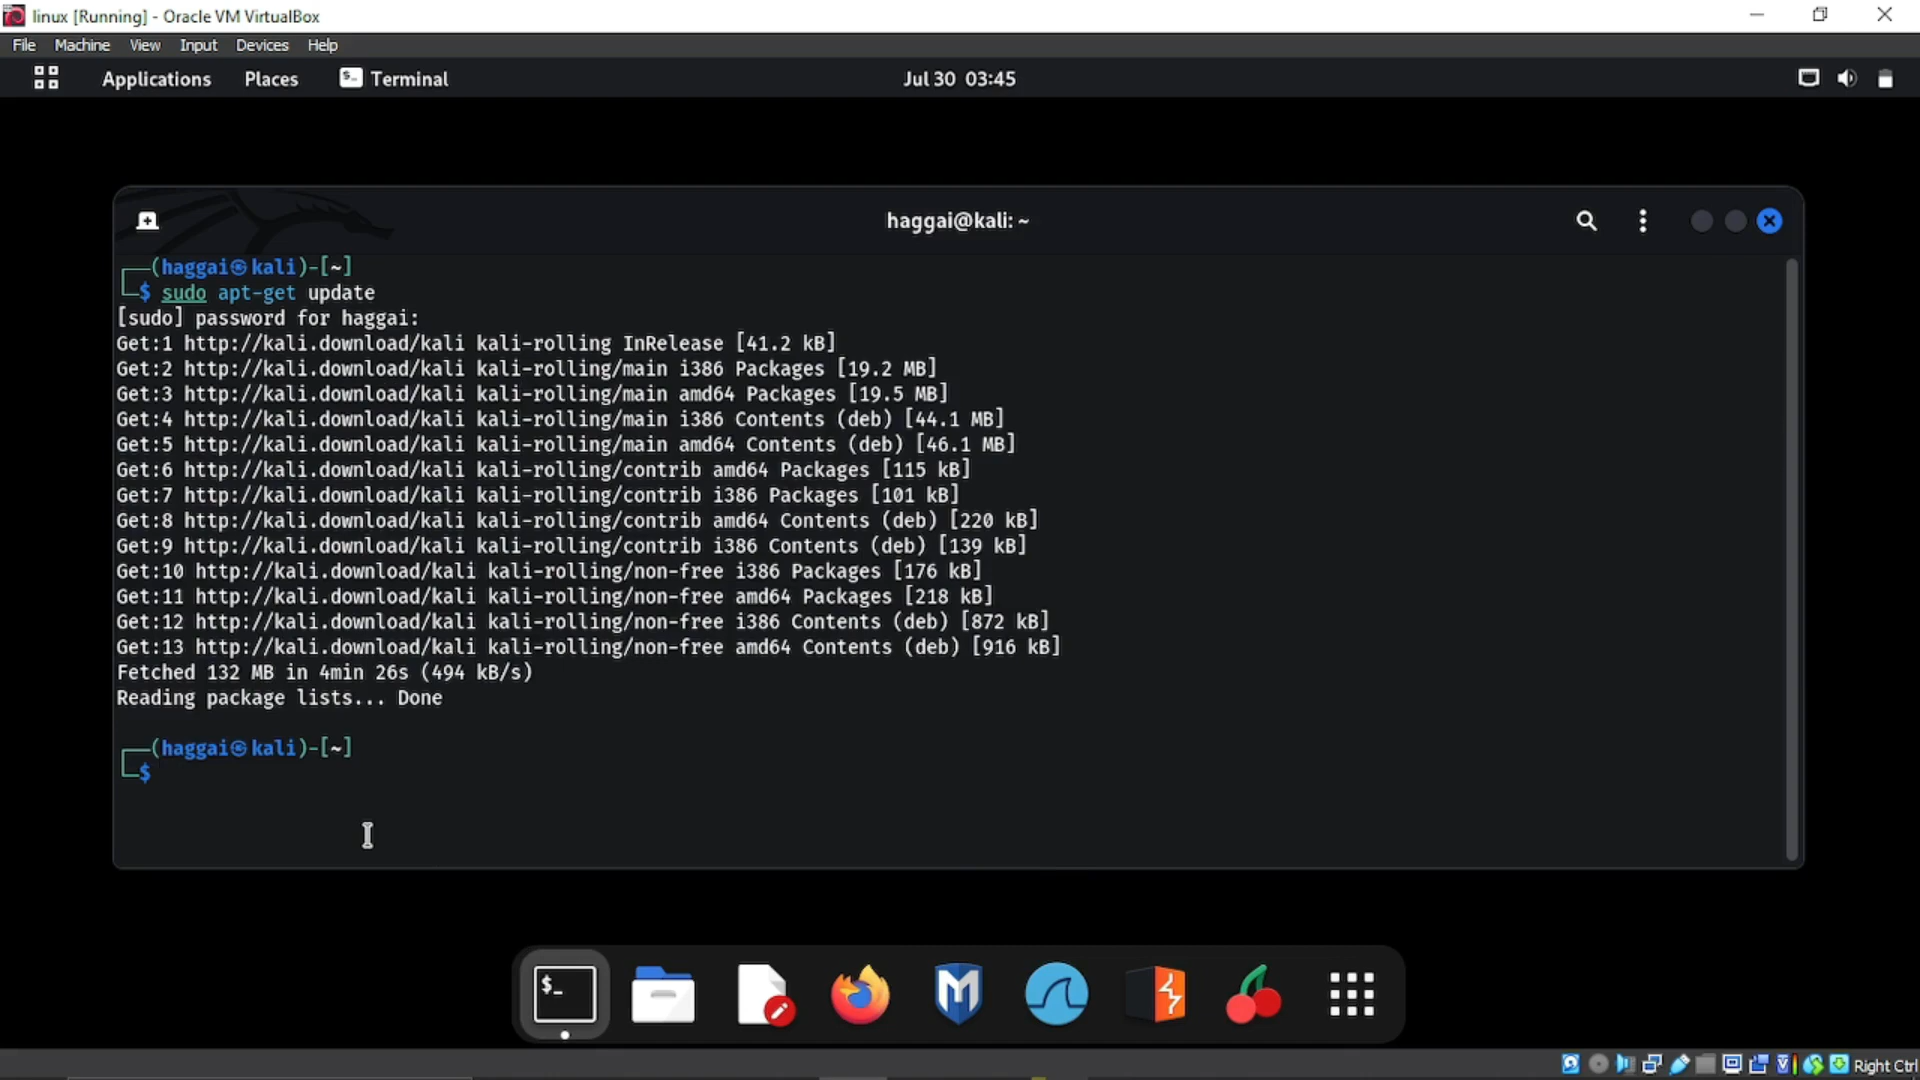 linux [Running] - Oracle VM VirtualBox
File Machine View Input Devices Help
Applications Places Terminal Jul 30 03:45
haggai@kali: ~
┌──(haggai㉿kali)-[~]
└─$ sudo apt-get update
[sudo] password for haggai:
Get:1 http://kali.download/kali kali-rolling InRelease [41.2 kB]
Get:2 http://kali.download/kali kali-rolling/main i386 Packages [19.2 MB]
Get:3 http://kali.download/kali kali-rolling/main amd64 Packages [19.5 MB]
Get:4 http://kali.download/kali kali-rolling/main i386 Contents (deb) [44.1 MB]
Get:5 http://kali.download/kali kali-rolling/main amd64 Contents (deb) [46.1 MB]
Get:6 http://kali.download/kali kali-rolling/contrib amd64 Packages [115 kB]
Get:7 http://kali.download/kali kali-rolling/contrib i386 Packages [101 kB]
Get:8 http://kali.download/kali kali-rolling/contrib amd64 Contents (deb) [220 kB]
Get:9 http://kali.download/kali kali-rolling/contrib i386 Contents (deb) [139 kB]
Get:10 http://kali.download/kali kali-rolling/non-free i386 Packages [176 kB]
Get:11 http://kali.download/kali kali-rolling/non-free amd64 Packages [218 kB]
Get:12 http://kali.download/kali kali-rolling/non-free i386 Contents (deb) [872 kB]
Get:13 http://kali.download/kali kali-rolling/non-free amd64 Contents (deb) [916 kB]
Fetched 132 MB in 4min 26s (494 kB/s)
Reading package lists... Done
┌──(haggai㉿kali)-[~]
└─$
Right Ctrl